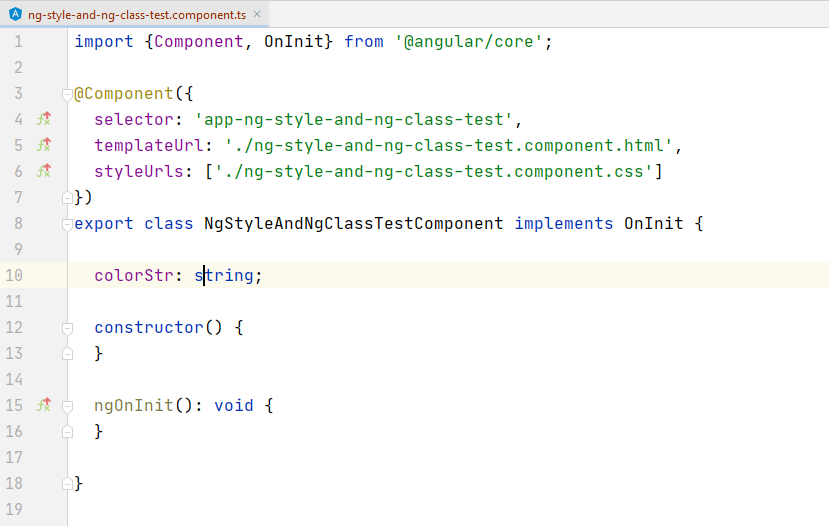 ng-style-and-ng-class-test.component.ts
1 import {Component, OnInit} from '@angular/core';
2
3 @Component({
4   selector: 'app-ng-style-and-ng-class-test',
5   templateUrl: './ng-style-and-ng-class-test.component.html',
6   styleUrls: ['./ng-style-and-ng-class-test.component.css']
7 })
8 export class NgStyleAndNgClassTestComponent implements OnInit {
9
10   colorStr: string;
11
12   constructor() {
13   }
14
15   ngOnInit(): void {
16   }
17
18 }
19